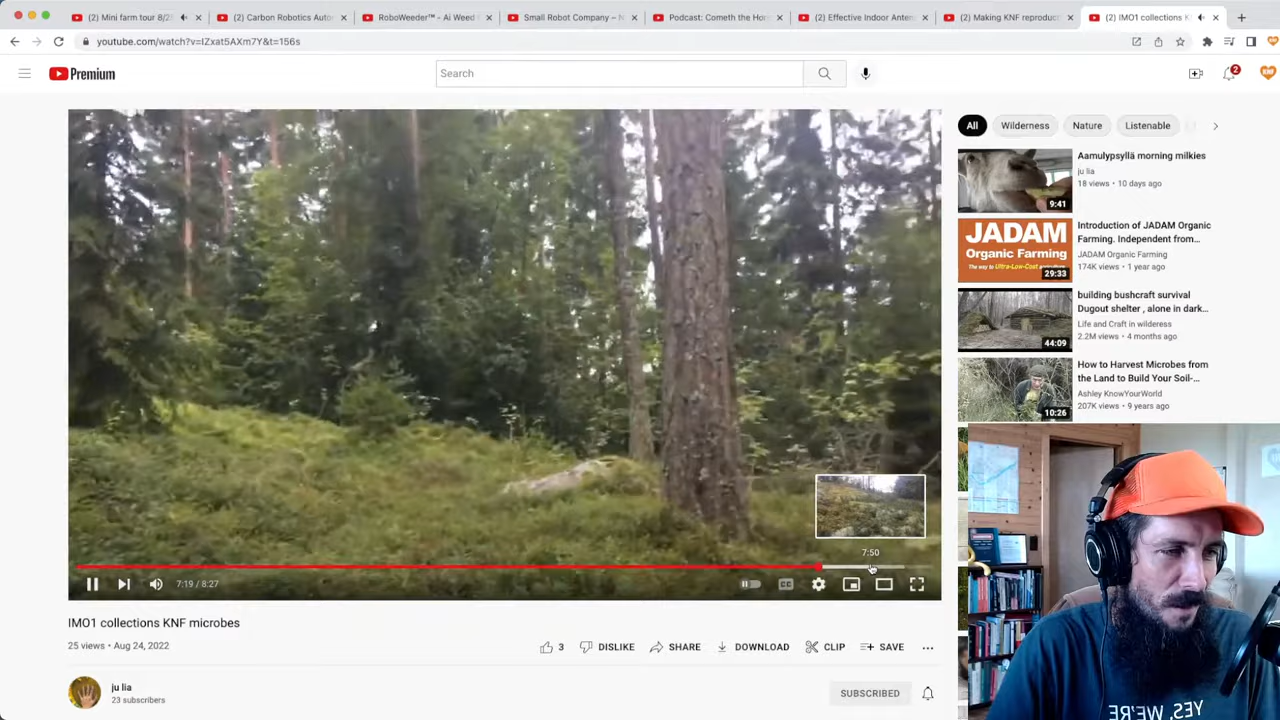 (2) Mini farm tour 8/25
(2) Carbon Robotics Auto
RoboWeeder™ - Ai Weed
Small Robot Company –
Podcast: Cometh the Ho
(2) Effective Indoor Anten
(2) Making KNF reproduc
(2) IMO1 collections K
youtube.com/watch?v=IZxat5AXm7Y&t=156s
Premium
Search
2
KNF
All
Wilderness
Nature
Listenable
Aamulypsyllä morning milkies
ju lia
18 views • 10 days ago
9:41
JADAM
Organic Farming
The way to Ultra-Low-Cost agriculture
29:33
Introduction of JADAM Organic
Farming. Independent from...
JADAM Organic Farming
174K views • 1 year ago
building bushcraft survival
Dugout shelter , alone in dark...
Life and Craft in wilderess
2.2M views • 4 months ago
44:09
How to Harvest Microbes from
the Land to Build Your Soil-...
Ashley KnowYourWorld
207K views • 9 years ago
10:26
7:50
7:19 / 8:27
CC
IMO1 collections KNF microbes
25 views • Aug 24, 2022
3
DISLIKE
SHARE
DOWNLOAD
CLIP
SAVE
ju lia
23 subscribers
SUBSCRIBED
YES, WE'RE